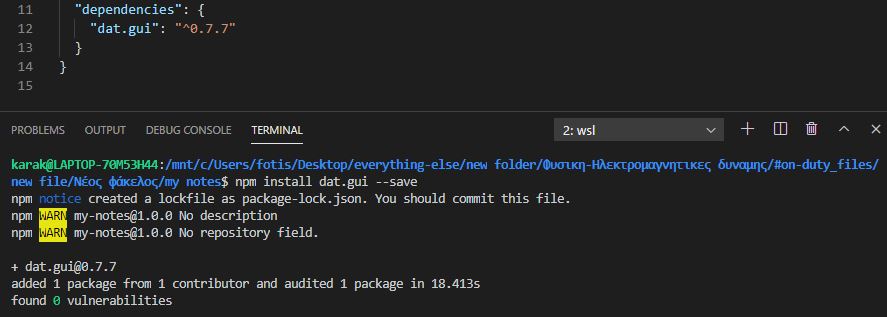 11 "dependencies": {
12 "dat.gui": "^0.7.7"
13 }
14 }
15
PROBLEMS OUTPUT DEBUG CONSOLE TERMINAL 2: wsl
karak@LAPTOP-70M53H44:/mnt/c/Users/fotis/Desktop/everything-else/new folder/Φυσικη-Ηλεκτρομαγνητικες δυναμης/#on-duty_files/
new file/Νέος φάκελος/my notes$ npm install dat.gui --save
npm notice created a lockfile as package-lock.json. You should commit this file.
npm WARN my-notes@1.0.0 No description
npm WARN my-notes@1.0.0 No repository field.
+ dat.gui@0.7.7
added 1 package from 1 contributor and audited 1 package in 18.413s
found 0 vulnerabilities